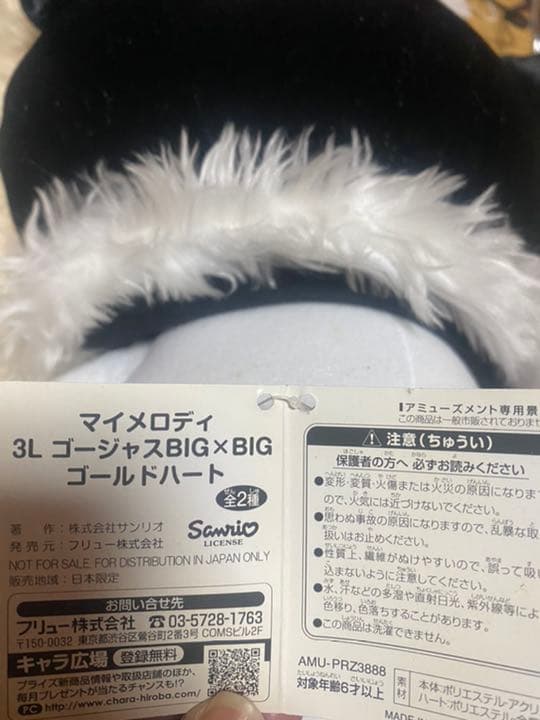 マイメロディ
3L ゴージャスBIG×BIG
ゴールドハート
全2種
著作：株式会社サンリオ
発売元：フリュー株式会社
Sanrio
LICENSE
NOT FOR SALE FOR DISTRIBUTION IN JAPAN ONLY
販売地域：日本限定
お問い合せ先
フリュー株式会社 ☎03-5728-1763
〒150-0032 東京都渋谷区鶯谷町2番3号 COMSビル2F
キャラ広場 登録無料
プライズ新商品情報や取扱店舗のほか、
毎月プレゼントが当たるチャンスも!?
PC http://www.chara-hiroba.com/
アミューズメント専用景
この商品は一般市販されておりませ
⚠注意(ちゅうい)
保護者の方へ 必ずお読みください
●変形・変質・火傷または火災の原因になりま
ので、火気には近づけないでください。
●思わぬ事故の原因になりますので、乱暴な取
扱いはお止めください。
●性質上、繊維がぬけやすいので、誤って吸い
込まないように注意してください。
●水、汗などの多湿や直射日光、紫外線等によ
色移り、色落ちすることがあります。
●この商品は洗濯できません。
AMU-PRZ3888
対象年齢6才以上
素材
本体:ポリエステル・アクリ
ハート:ポリエステル・
MADE